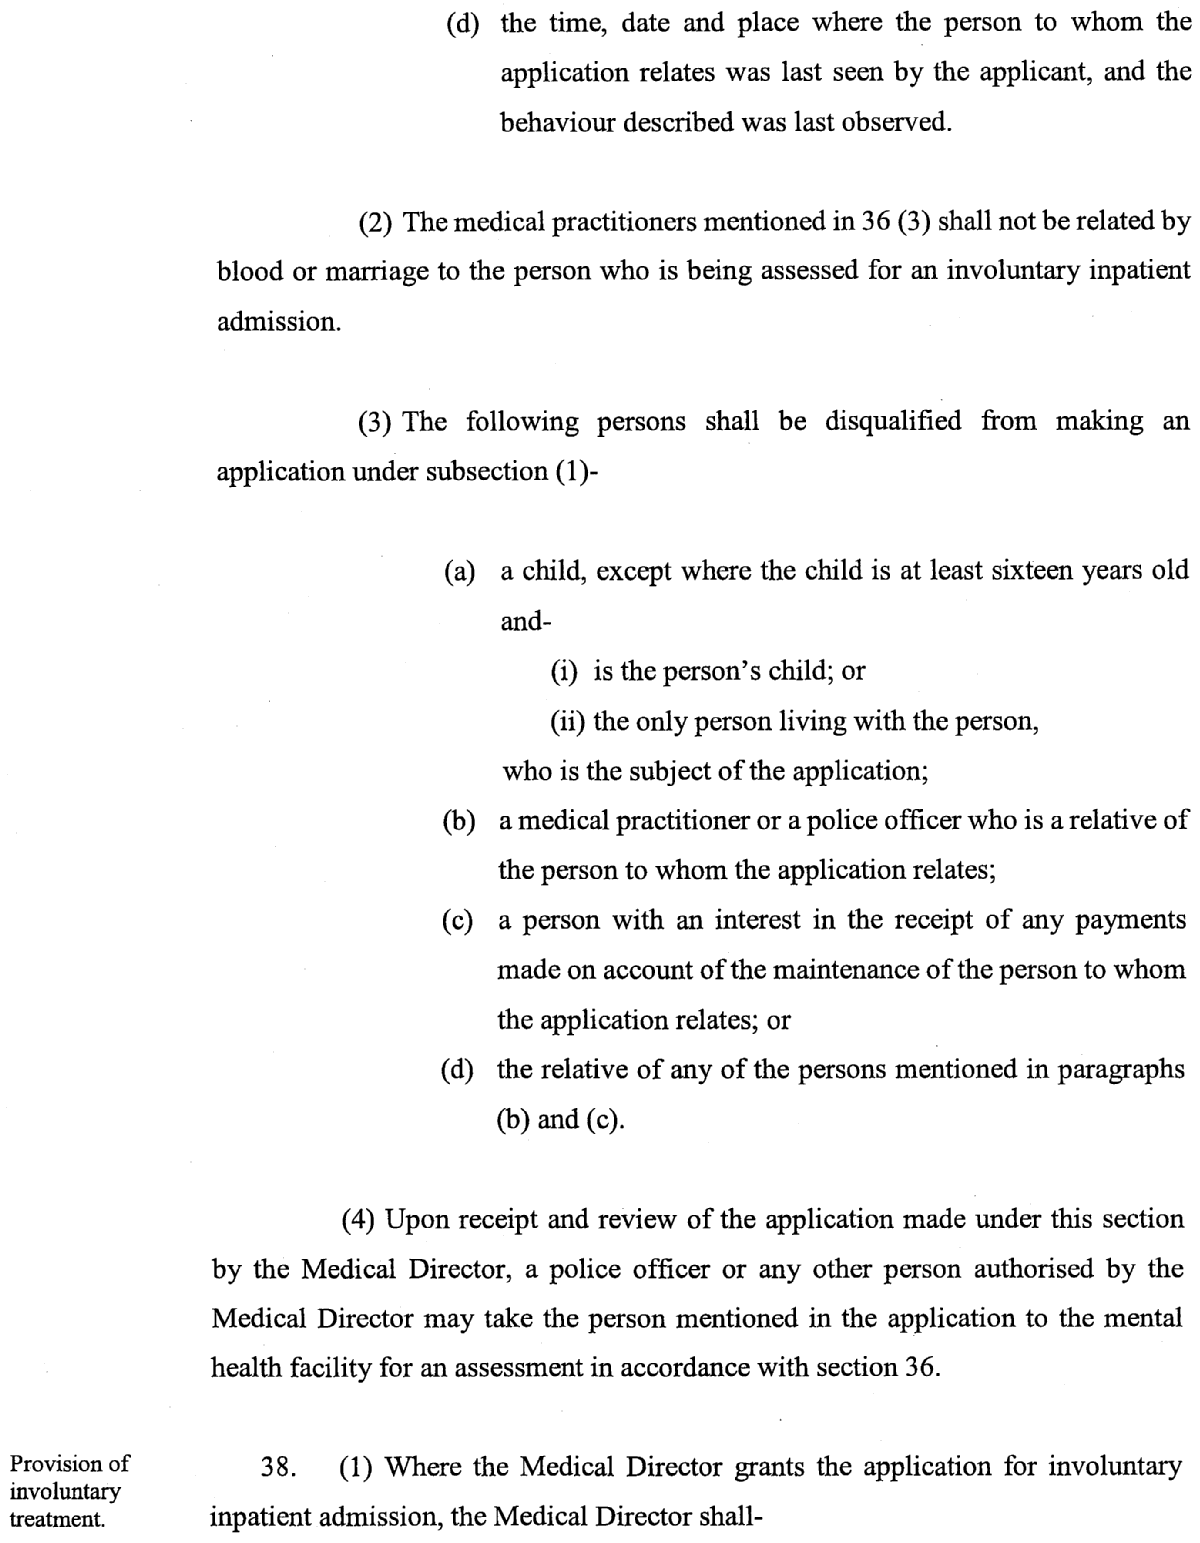 (d) the time, date and place where the person to whom the
application relates was last seen by the applicant, and the
behaviour described was last observed.
(2) The medical practitioners mentioned in 36 (3) shall not be related by
blood or marriage to the person who is being assessed for an involuntary inpatient
admission.
(3) The following persons shall be disqualified from making an
application under subsection (1)-
(a) a child, except where the child is at least sixteen years old
and-
(i) is the person's child; or
(ii) the only person living with the person,
who is the subject of the application;
(b) a medical practitioner or a police officer who is a relative of
the person to whom the application relates;
(c) a person with an interest in the receipt of any payments
made on account of the maintenance of the person to whom
the application relates; or
(d) the relative of any of the persons mentioned in paragraphs
(b) and (c).
(4) Upon receipt and review of the application made under this section
by the Medical Director, a police officer or any other person authorised by the
Medical Director may take the person mentioned in the application to the mental
health facility for an assessment in accordance with section 36.
Provision of
involuntary
treatment.
38. (1) Where the Medical Director grants the application for involuntary
inpatient admission, the Medical Director shall-